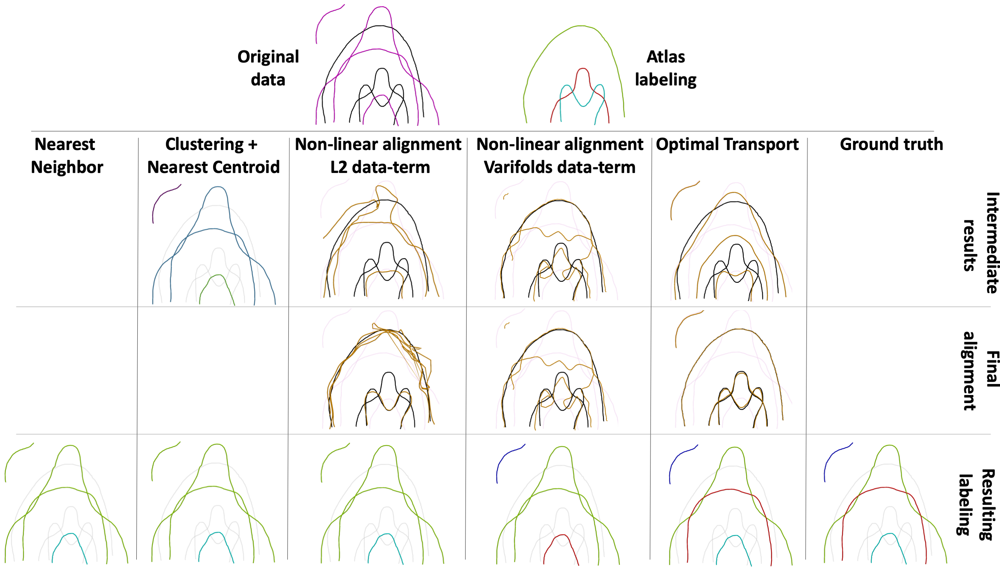 Original
data
Atlas
labeling
Nearest
Neighbor
Clustering +
Nearest Centroid
Non-linear alignment
L2 data-term
Non-linear alignment
Varifolds data-term
Optimal Transport
Ground truth
Intermediate
results
Final
alignment
Resulting
labeling